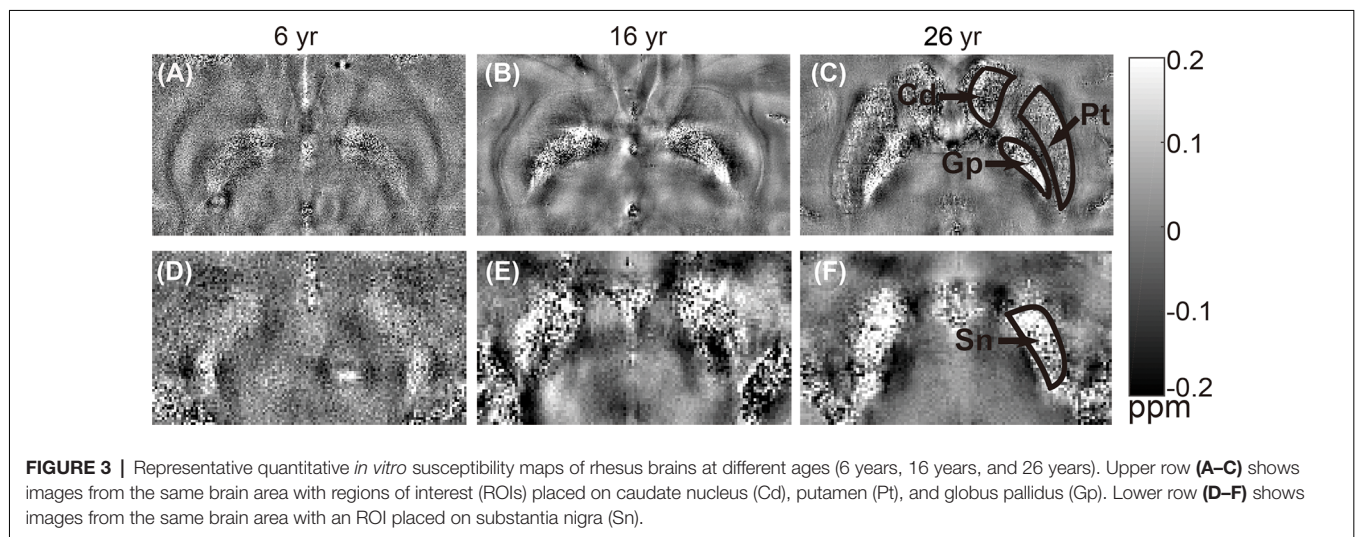 6 yr 16 yr 26 yr
(A) (B) (C)
Cd
Pt
Gp
(D) (E) (F)
Sn
0.2
0.1
0
-0.1
-0.2
ppm
FIGURE 3 | Representative quantitative in vitro susceptibility maps of rhesus brains at different ages (6 years, 16 years, and 26 years). Upper row (A–C) shows
images from the same brain area with regions of interest (ROIs) placed on caudate nucleus (Cd), putamen (Pt), and globus pallidus (Gp). Lower row (D–F) shows
images from the same brain area with an ROI placed on substantia nigra (Sn).